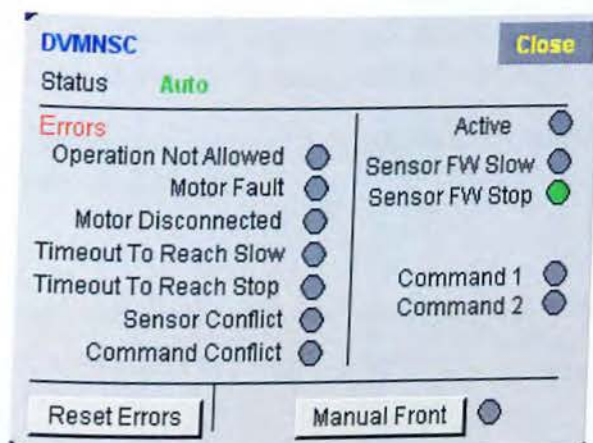 DVMNSC
Close
Status Auto
Errors
Operation Not Allowed
Motor Fault
Motor Disconnected
Timeout To Reach Slow
Timeout To Reach Stop
Sensor Conflict
Command Conflict
Active
Sensor FW Slow
Sensor FW Stop
Command 1
Command 2
Reset Errors
Manual Front